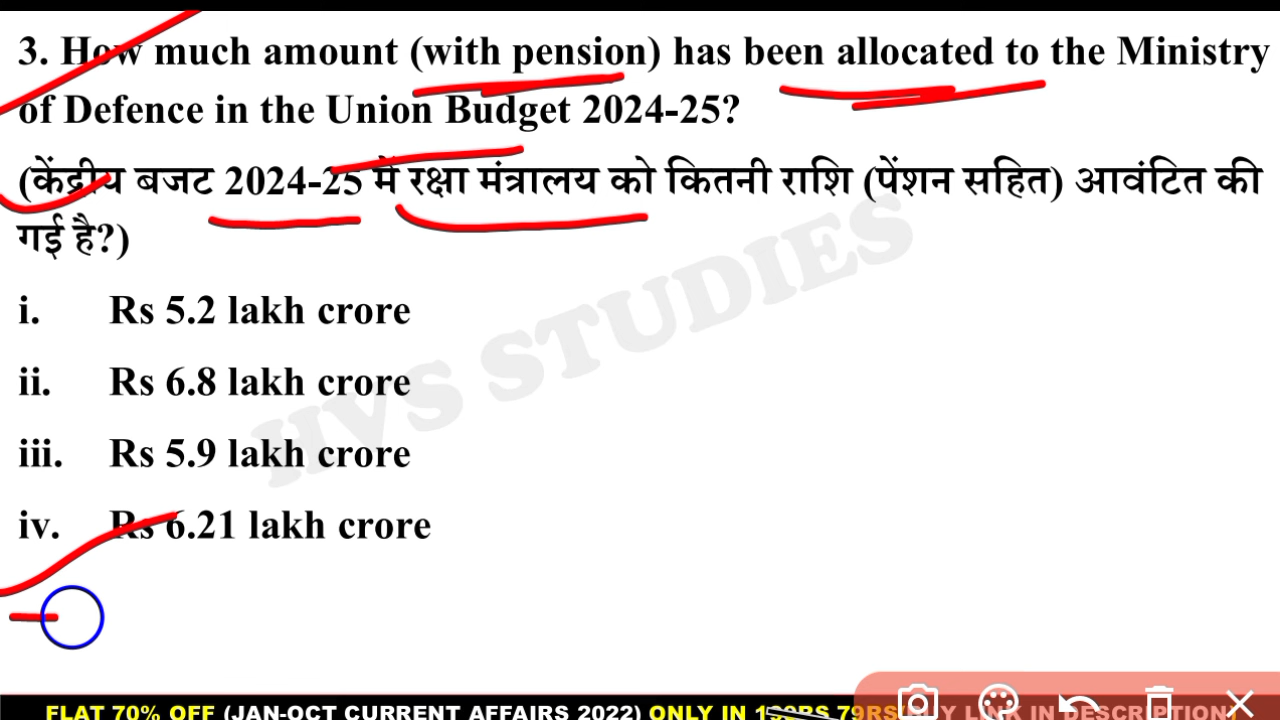 3. How much amount (with pension) has been allocated to the Ministry
of Defence in the Union Budget 2024-25?
(केंद्रीय बजट 2024-25 में रक्षा मंत्रालय को कितनी राशि (पेंशन सहित) आवंटित की
गई है?)
i. Rs 5.2 lakh crore
ii. Rs 6.8 lakh crore
iii. Rs 5.9 lakh crore
iv. Rs 6.21 lakh crore
HVS STUDIES
FLAT 70% OFF (JAN-OCT CURRENT AFFAIRS 2022) ONLY IN 79RS IN DESCRIPTION